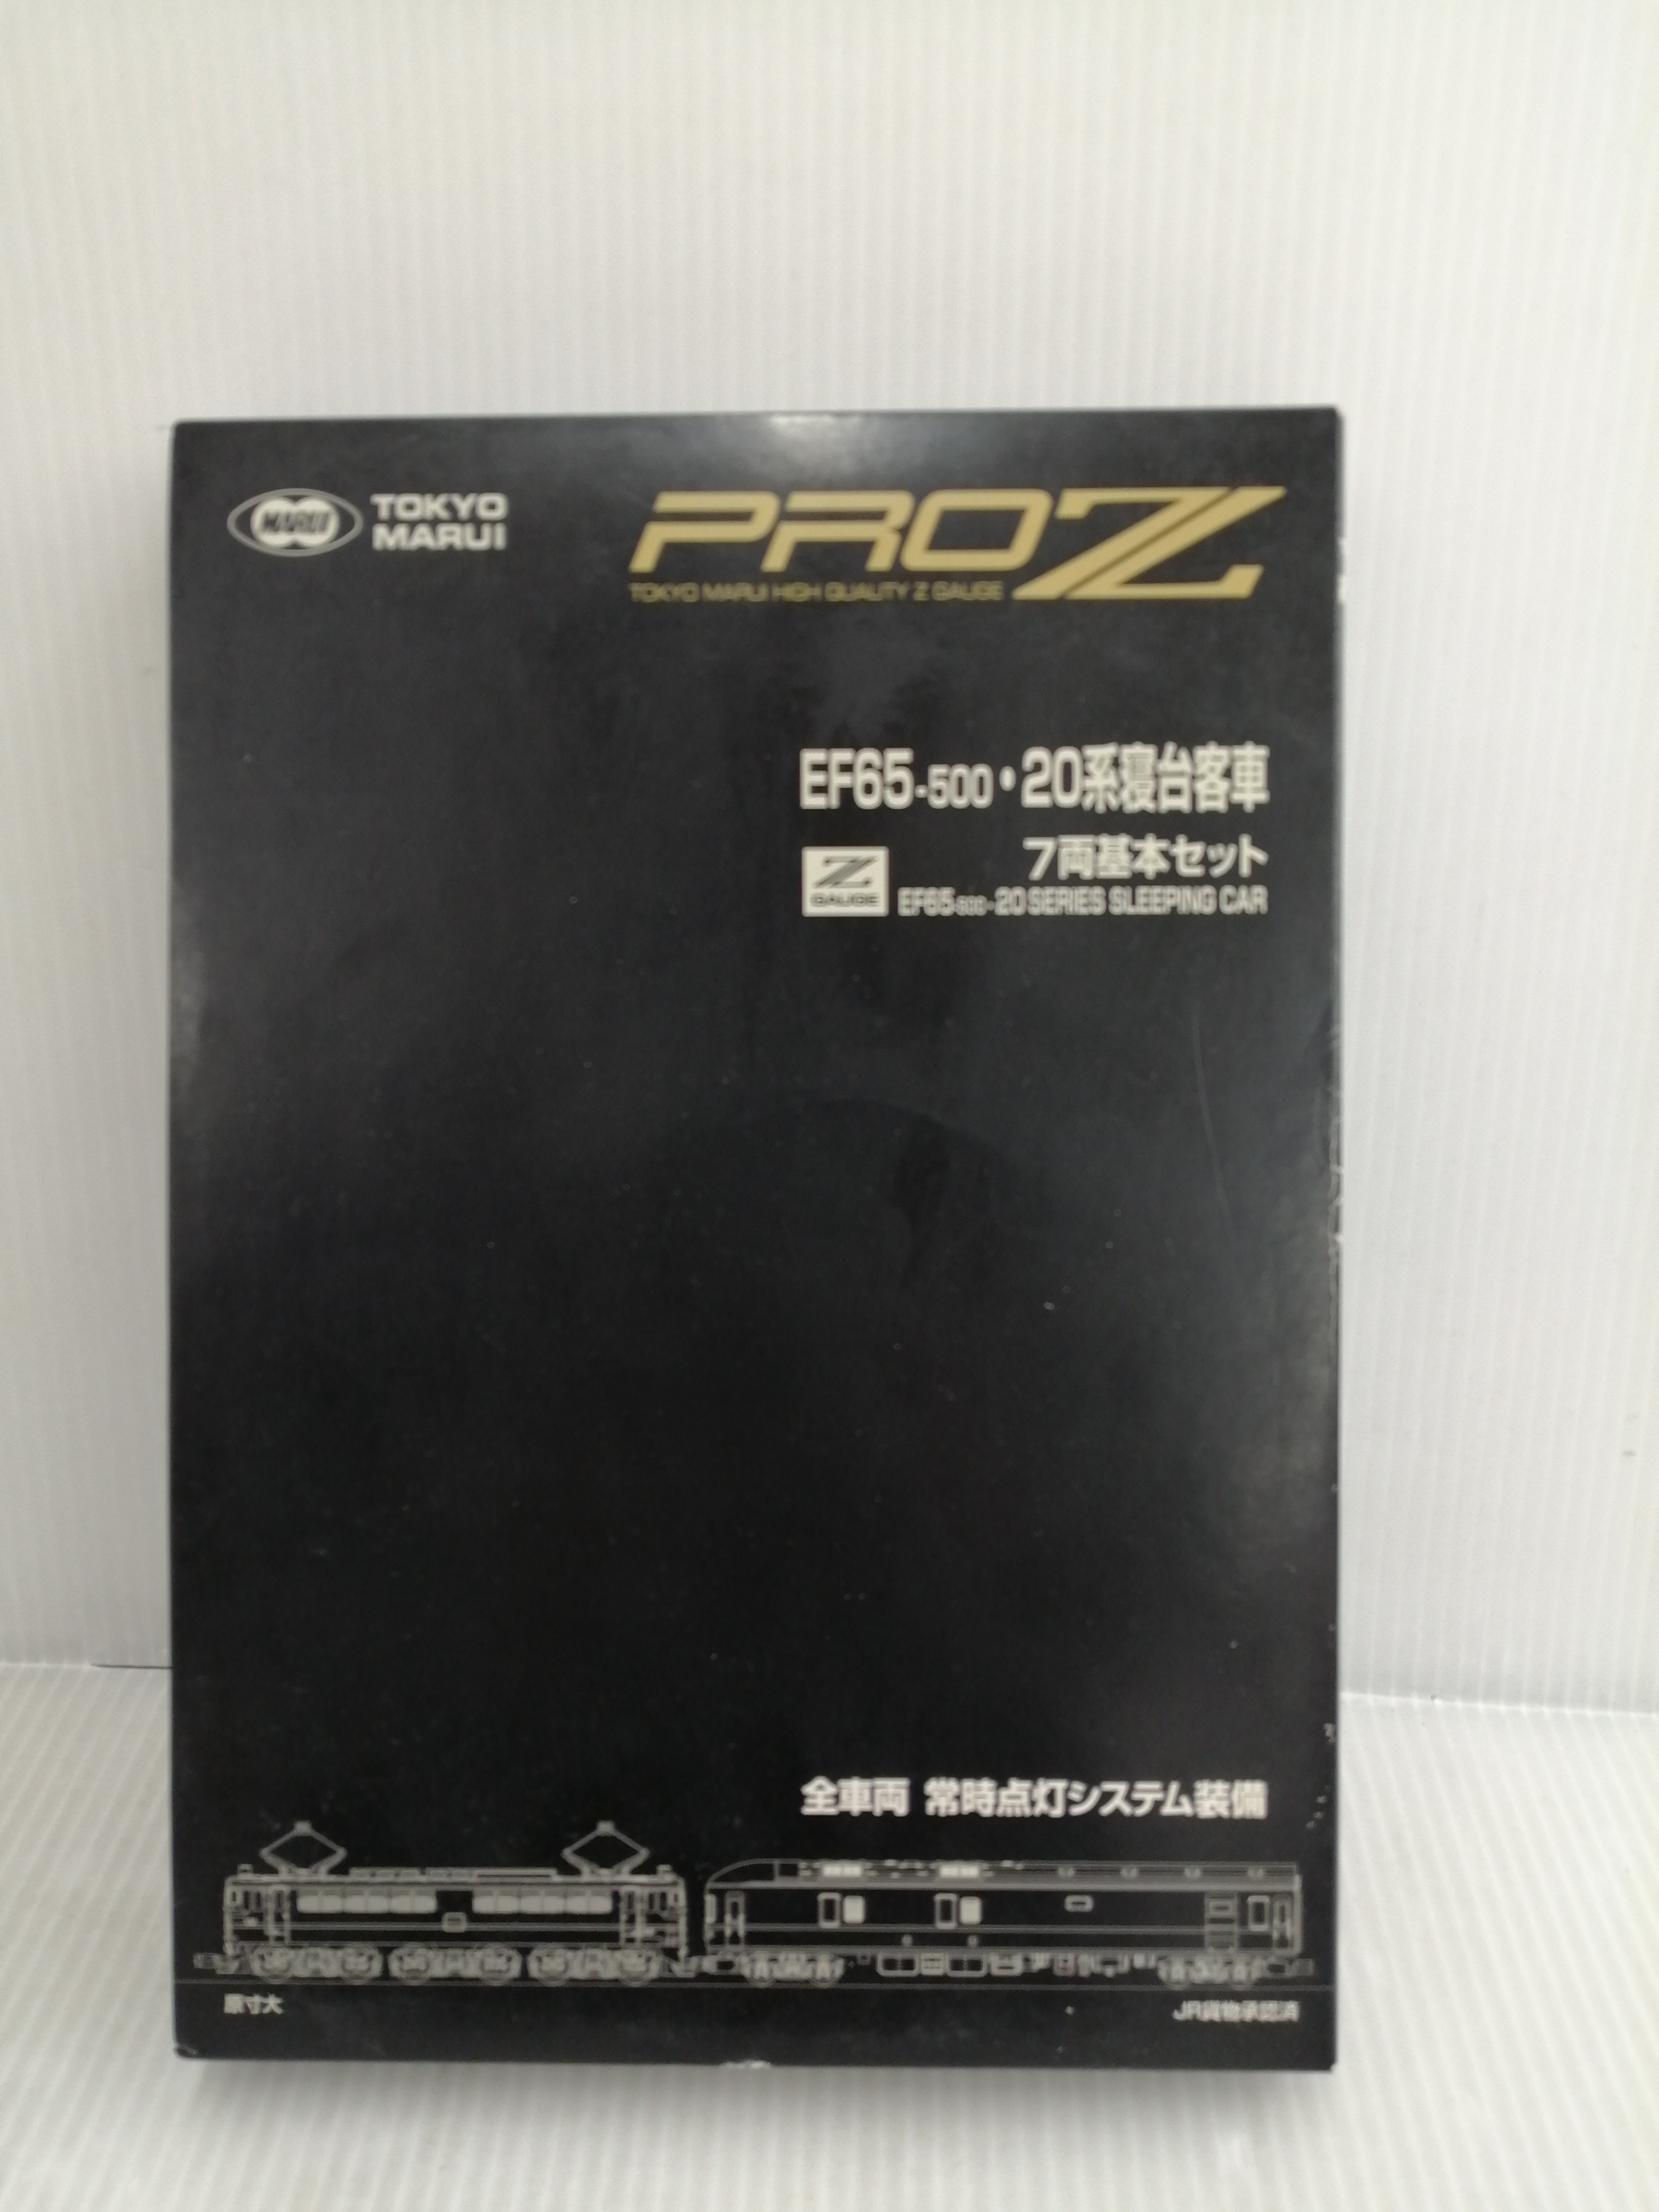 MARUI
TOKYO
MARUI
PROZ
TOKYO MARUI HIGH QUALITY Z GAUGE
EF65-500・20系寝台客車
7両基本セット
Z
GAUGE
EF65-500・20 SERIES SLEEPING CAR
全車両 常時点灯システム装備
原寸大
JR貨物承認済